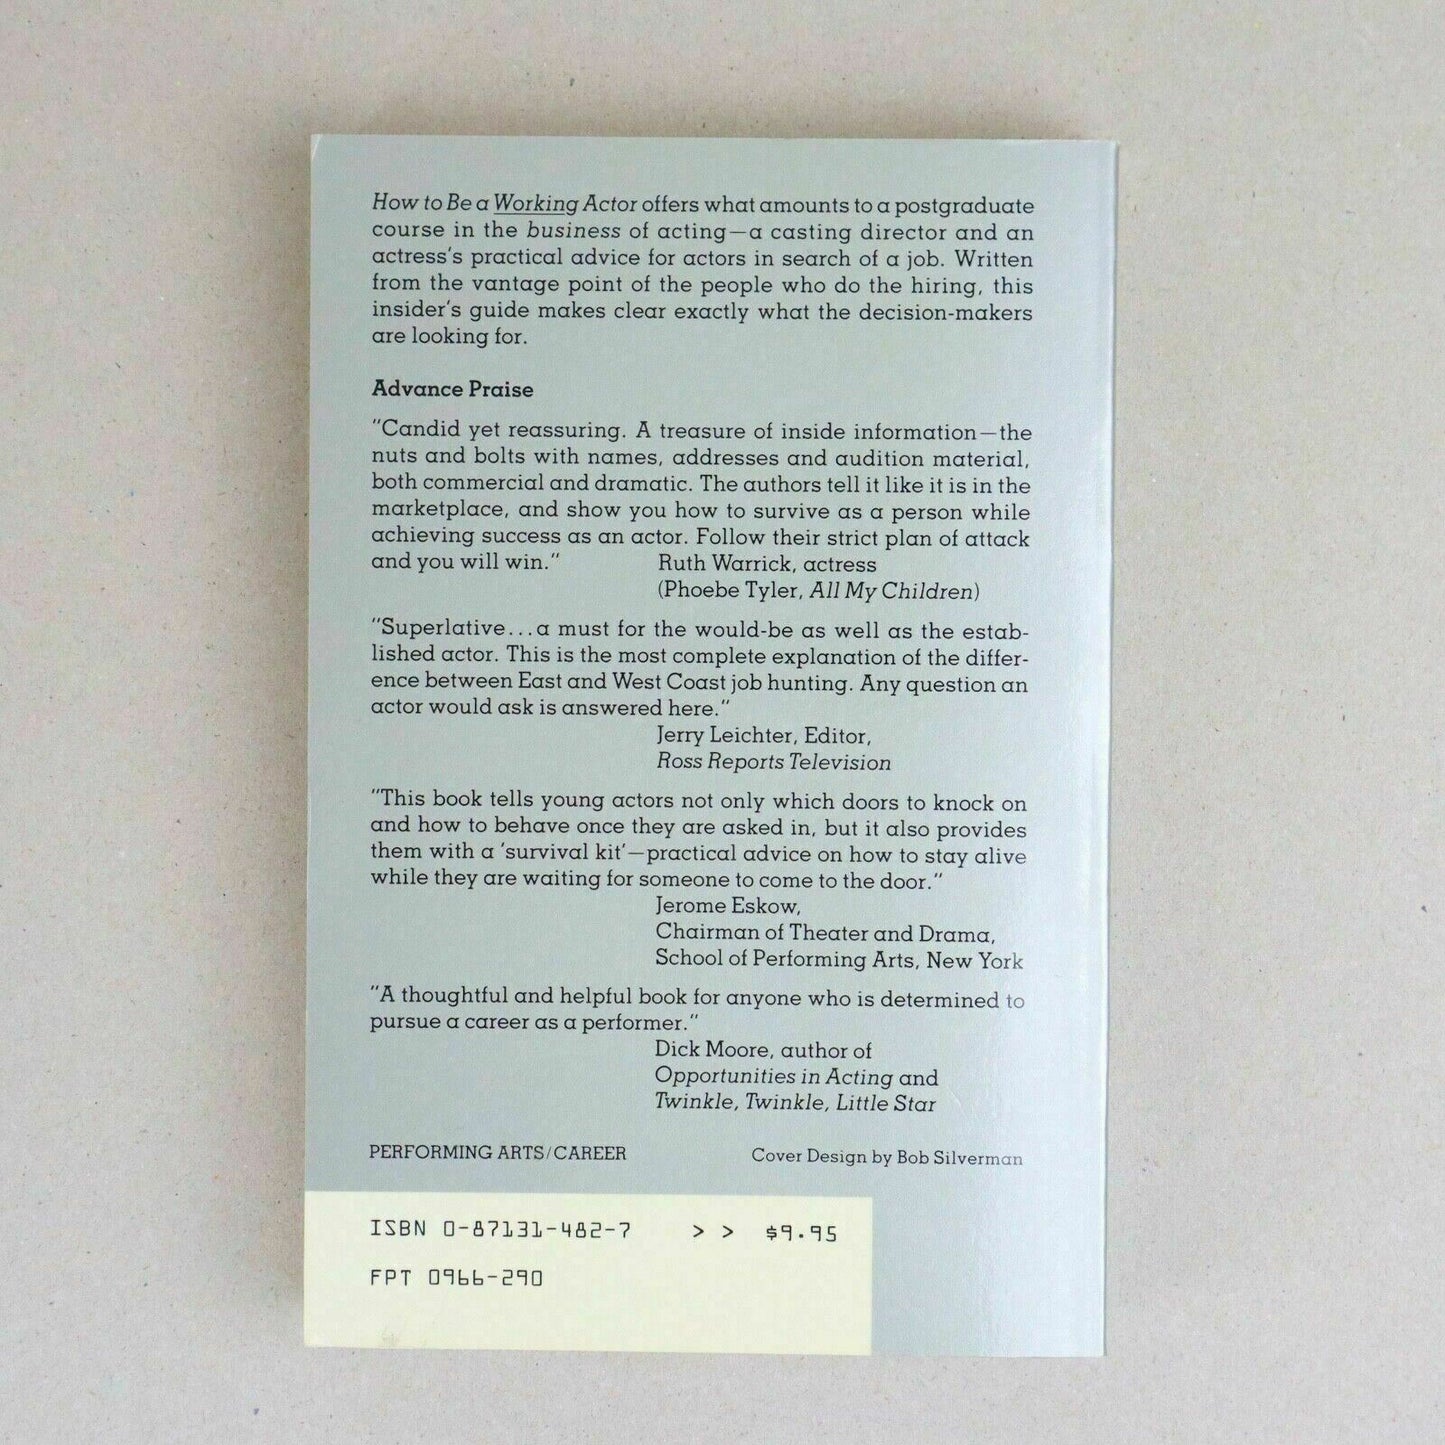 How to Be a Working Actor offers what amounts to a postgraduate
course in the business of acting—a casting director and an
actress's practical advice for actors in search of a job. Written
from the vantage point of the people who do the hiring, this
insider's guide makes clear exactly what the decision-makers
are looking for.
Advance Praise
"Candid yet reassuring. A treasure of inside information—the
nuts and bolts with names, addresses and audition material,
both commercial and dramatic. The authors tell it like it is in the
marketplace, and show you how to survive as a person while
achieving success as an actor. Follow their strict plan of attack
and you will win." Ruth Warrick, actress
(Phoebe Tyler, All My Children)
"Superlative...a must for the would-be as well as the estab-
lished actor. This is the most complete explanation of the differ-
ence between East and West Coast job hunting. Any question an
actor would ask is answered here."
Jerry Leichter, Editor,
Ross Reports Television
"This book tells young actors not only which doors to knock on
and how to behave once they are asked in, but it also provides
them with a 'survival kit'—practical advice on how to stay alive
while they are waiting for someone to come to the door."
Jerome Eskow,
Chairman of Theater and Drama,
School of Performing Arts, New York
"A thoughtful and helpful book for anyone who is determined to
pursue a career as a performer."
Dick Moore, author of
Opportunities in Acting and
Twinkle, Twinkle, Little Star
PERFORMING ARTS/CAREER Cover Design by Bob Silverman
ISBN 0-87131-482-7 > > $9.95
FPT 0966-290